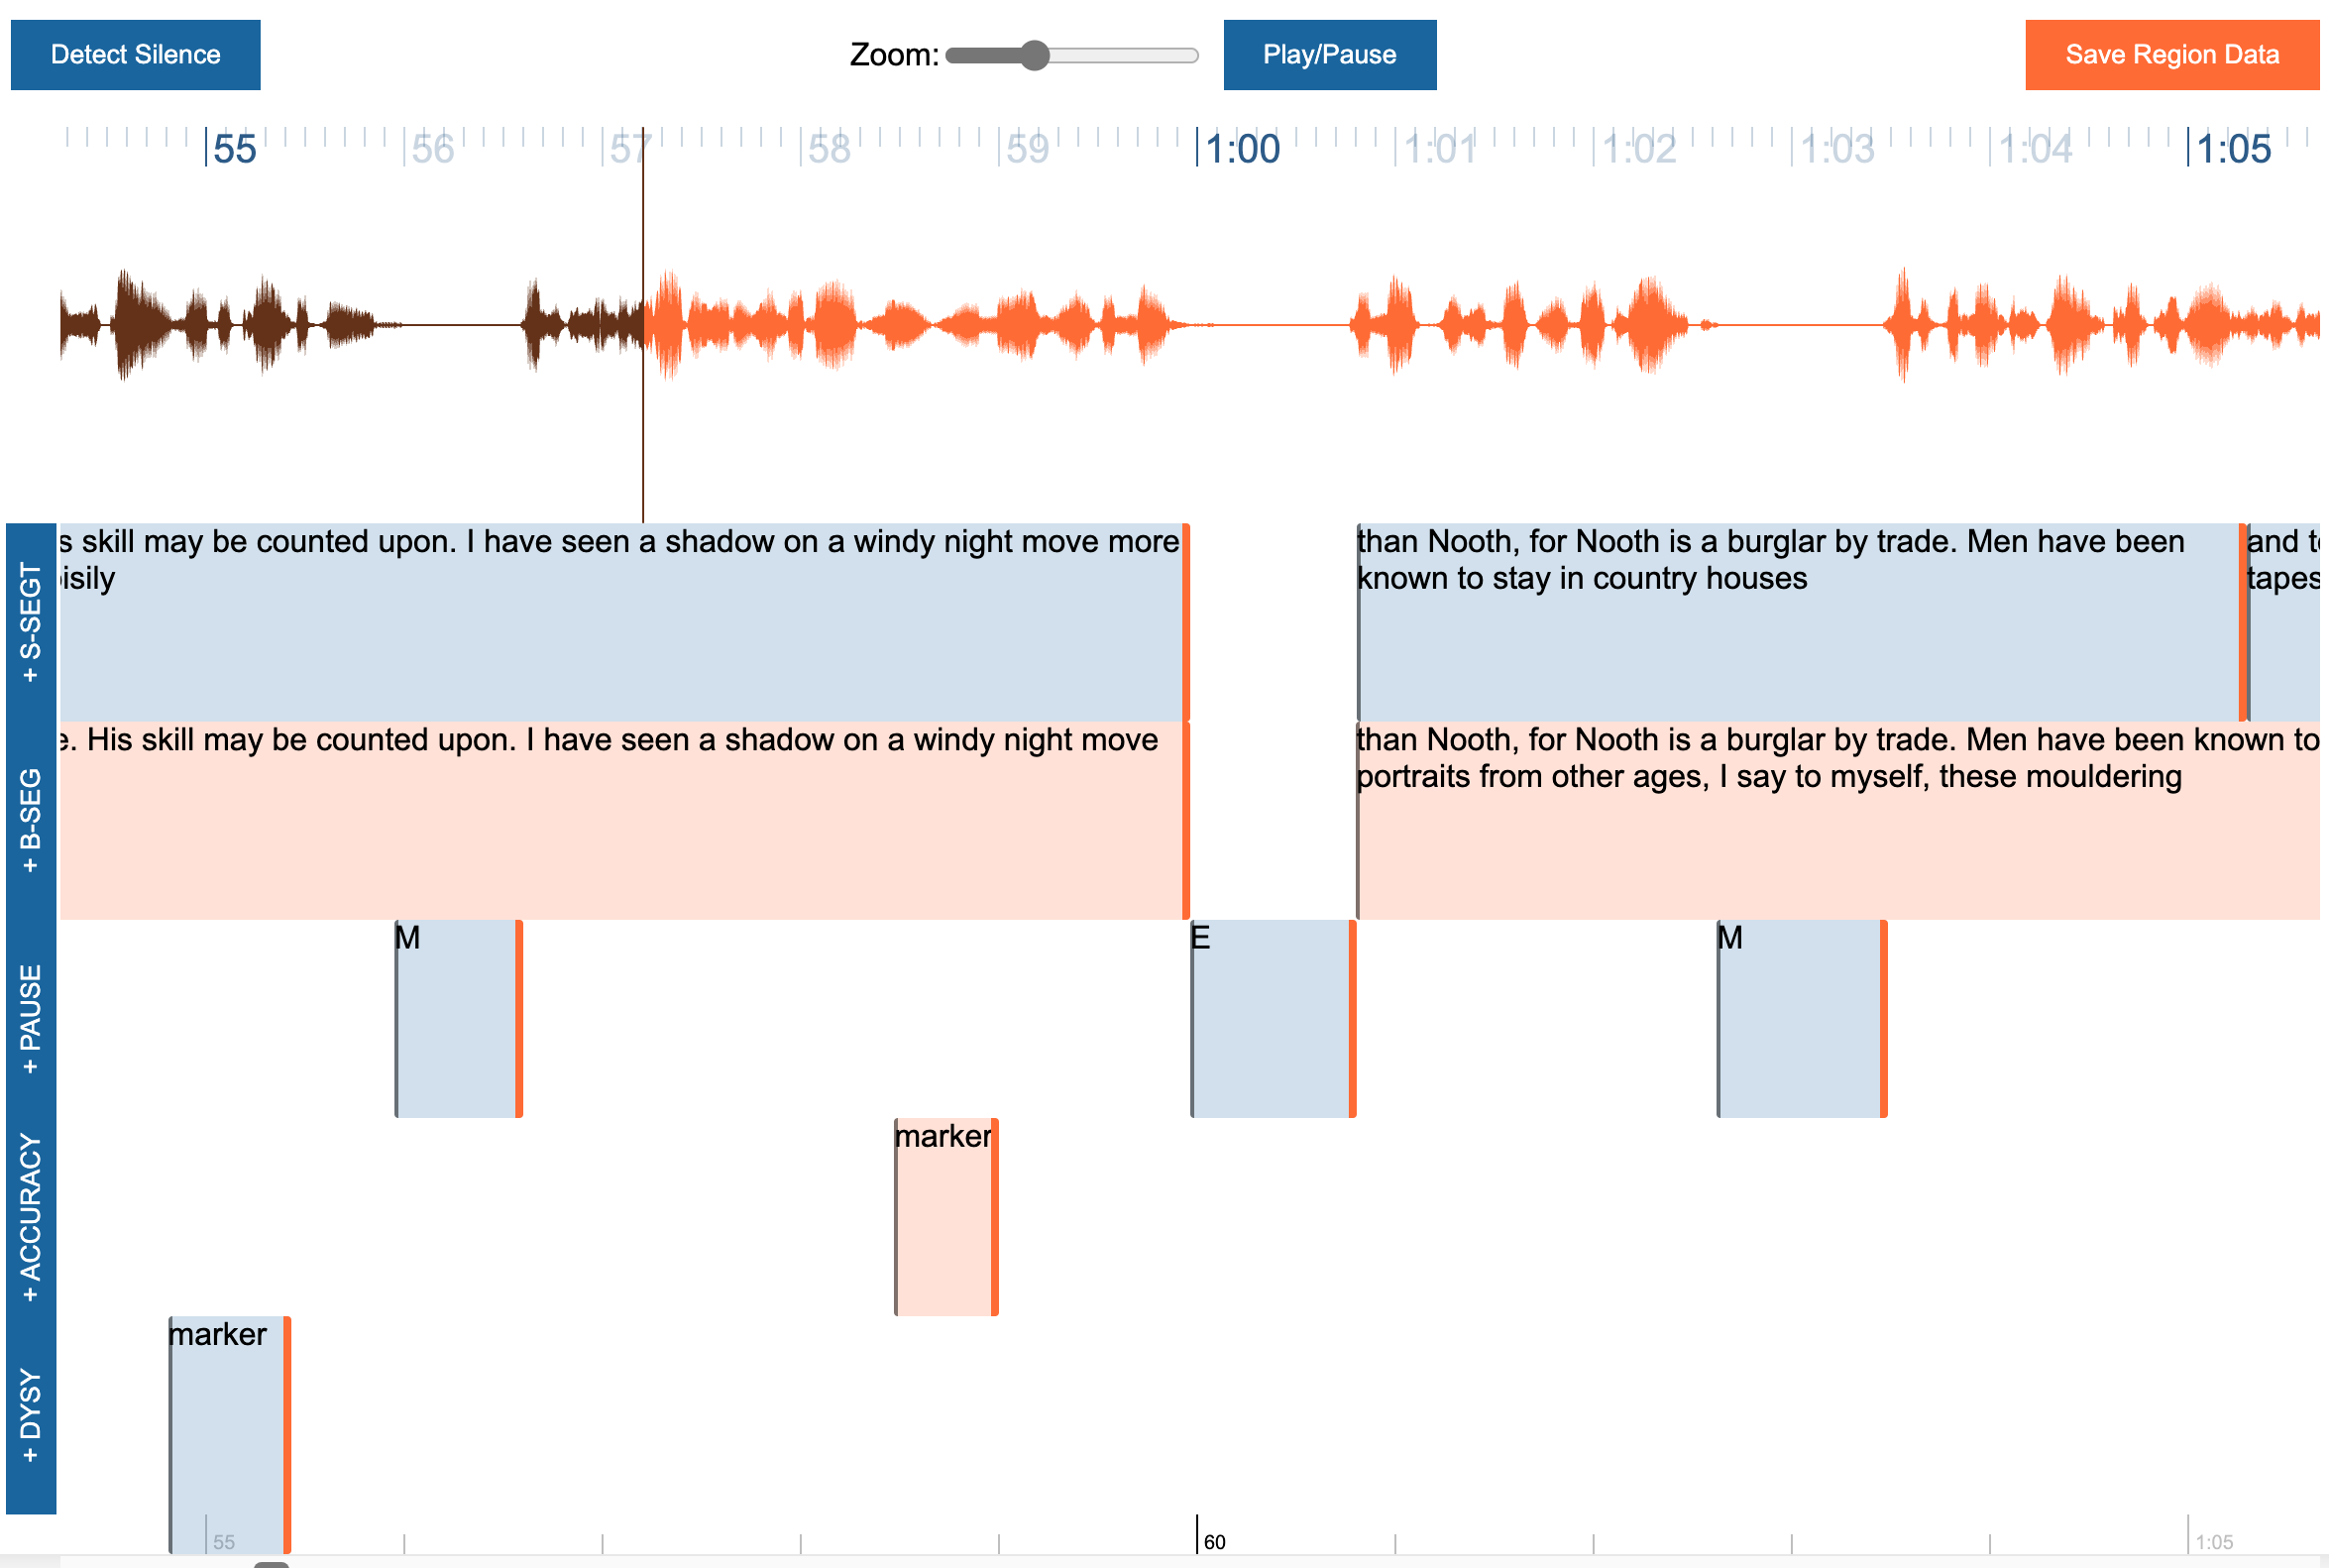 Detect Silence
Zoom:
Play/Pause
Save Region Data
55 56 57 58 59 1:00 1:01 1:02 1:03 1:04 1:05
+ S-SEGT
s skill may be counted upon. I have seen a shadow on a windy night move more
isily
than Nooth, for Nooth is a burglar by trade. Men have been
known to stay in country houses
and
tapes
+ B-SEG
e. His skill may be counted upon. I have seen a shadow on a windy night move
than Nooth, for Nooth is a burglar by trade. Men have been known to
portraits from other ages, I say to myself, these mouldering
+ PAUSE
M
E
M
+ ACCURACY
marker
+ DYSY
marker
55 60 1:05